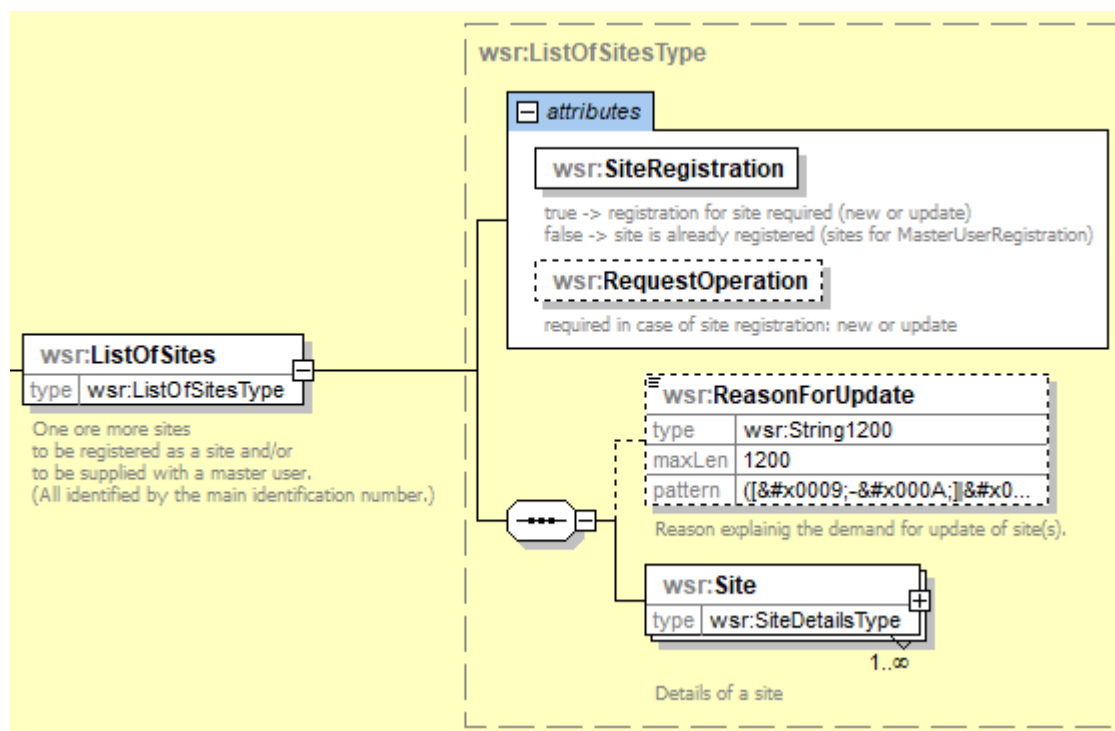 wsr:ListOfSitesType
attributes
wsr:SiteRegistration
true -> registration for site required (new or update)
false -> site is already registered (sites for MasterUserRegistration)
wsr:RequestOperation
required in case of site registration: new or update
wsr:ListOfSites
type wsr:ListOfSitesType
One ore more sites
to be registered as a site and/or
to be supplied with a master user.
(All identified by the main identification number.)
wsr:ReasonForUpdate
type wsr:String1200
maxLen 1200
pattern ([&#x0009;-&#x000A;]|&#x0...
Reason explainig the demand for update of site(s).
wsr:Site
type wsr:SiteDetailsType
1..∞
Details of a site